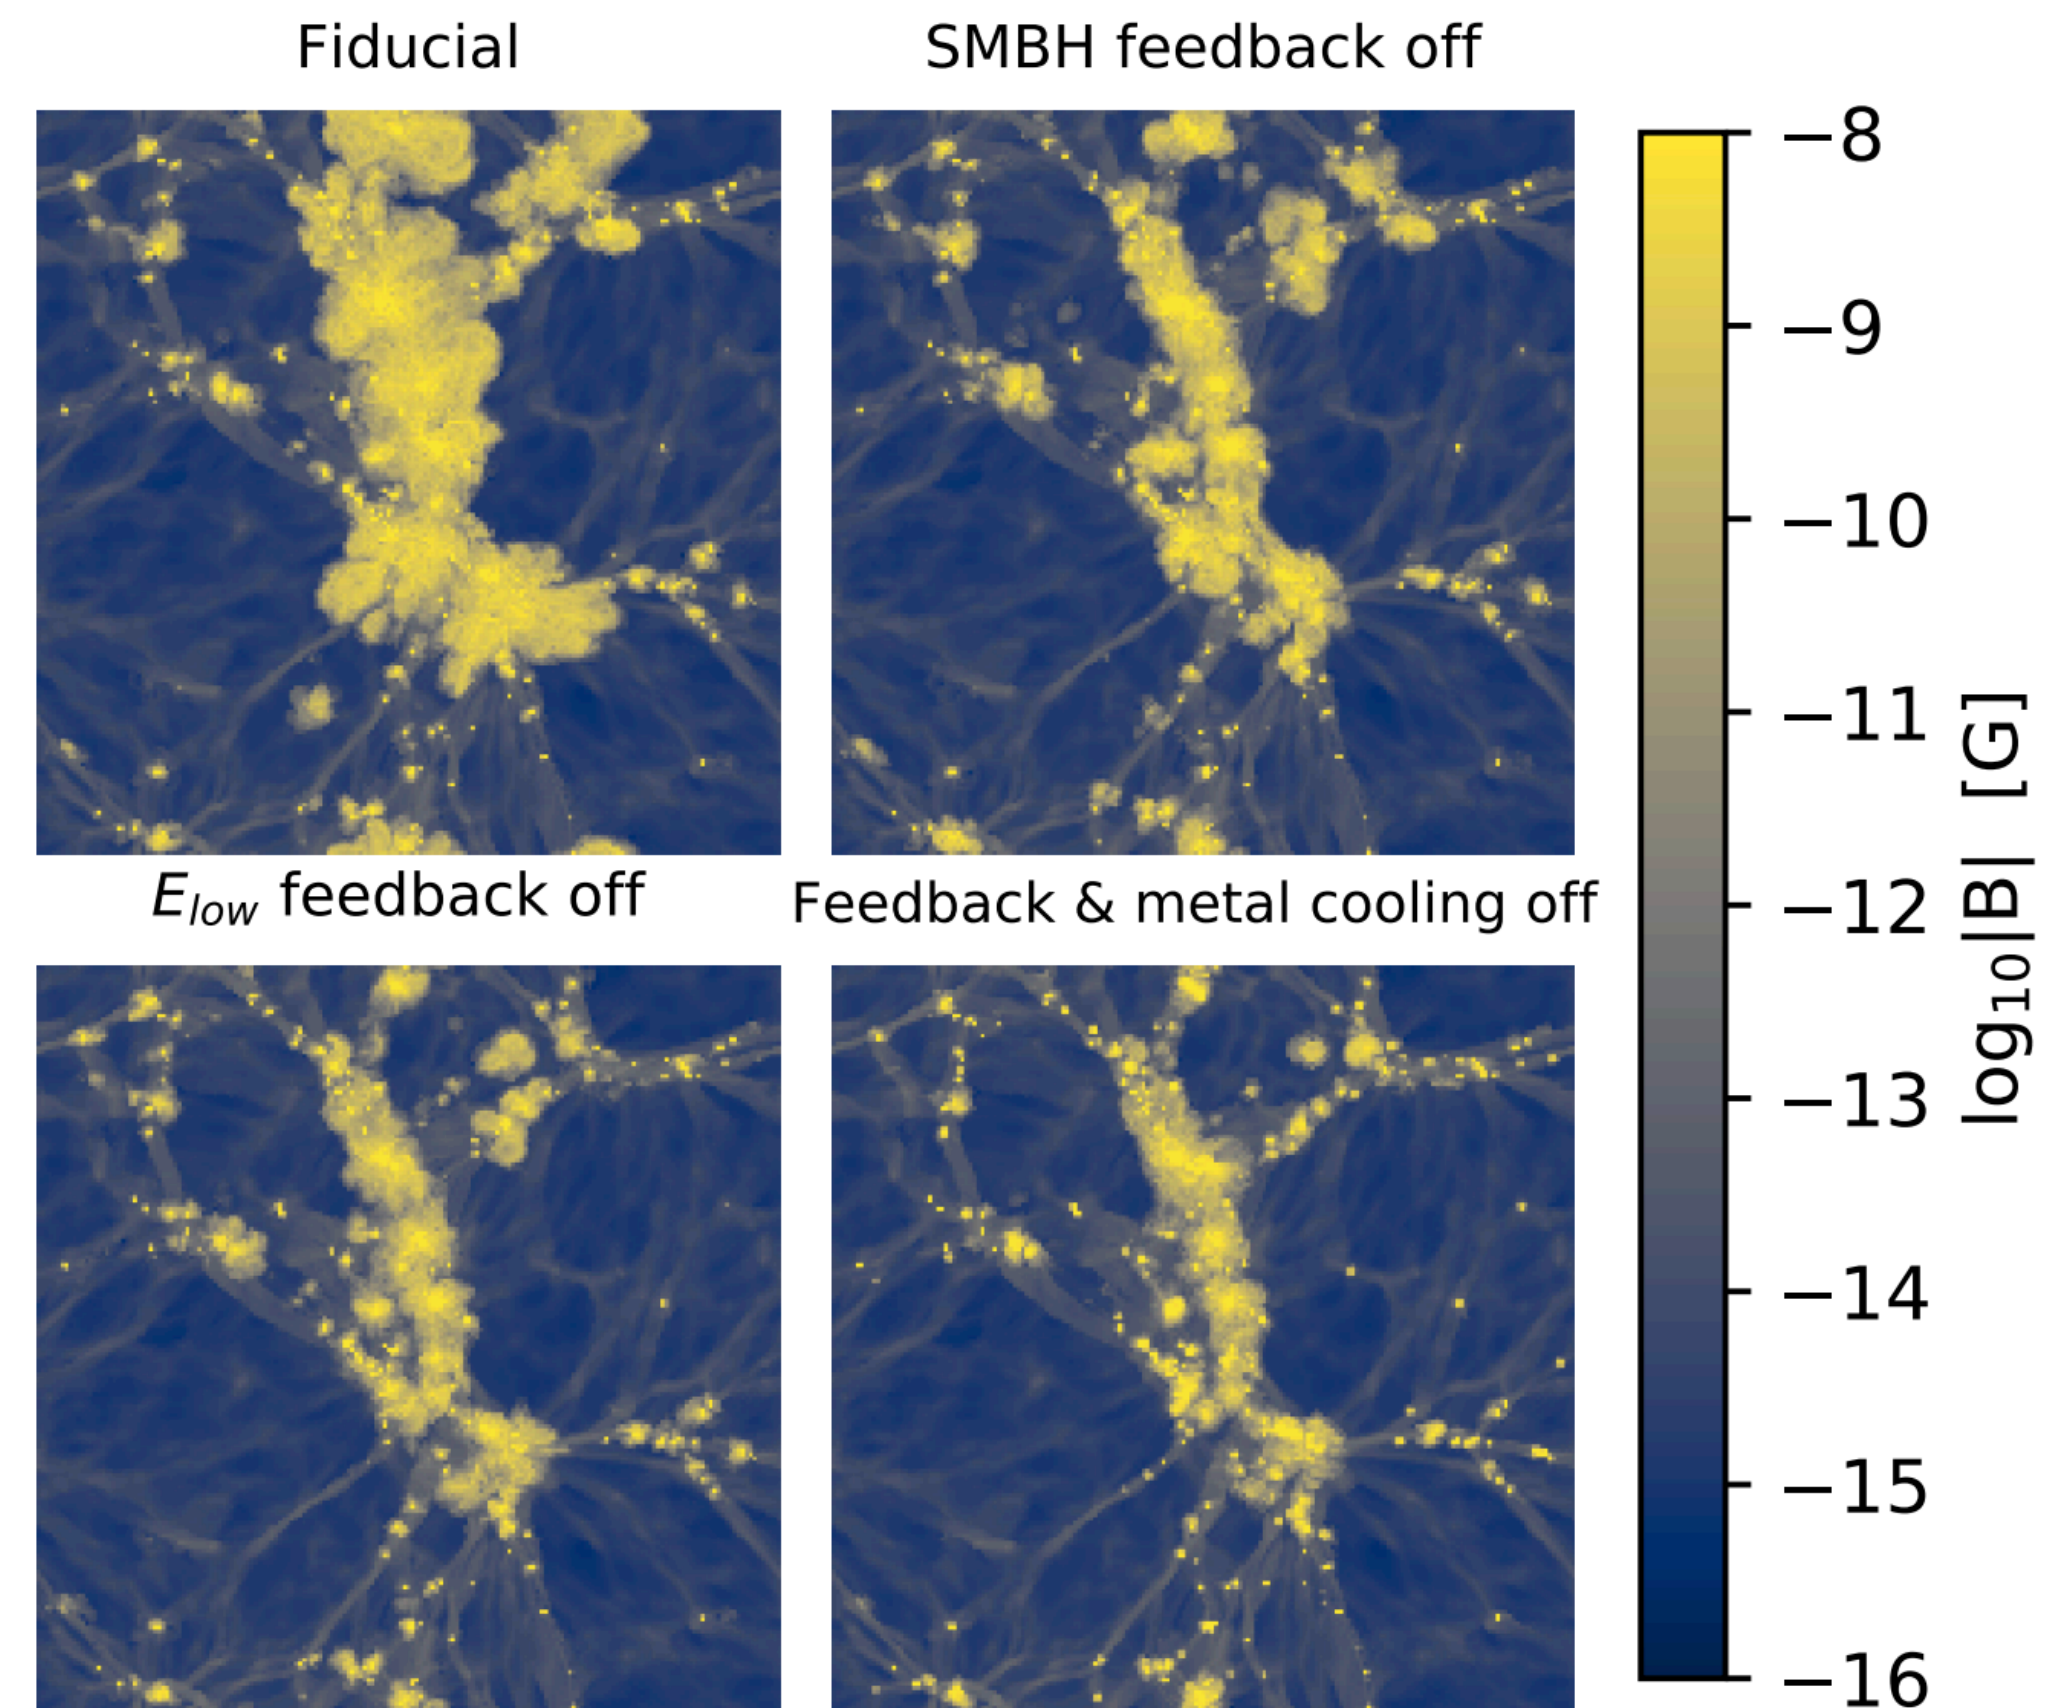 Fiducial
SMBH feedback off
E_low feedback off
Feedback & metal cooling off
−8
−9
−10
−11
−12
−13
−14
−15
−16
log₁₀|B| [G]